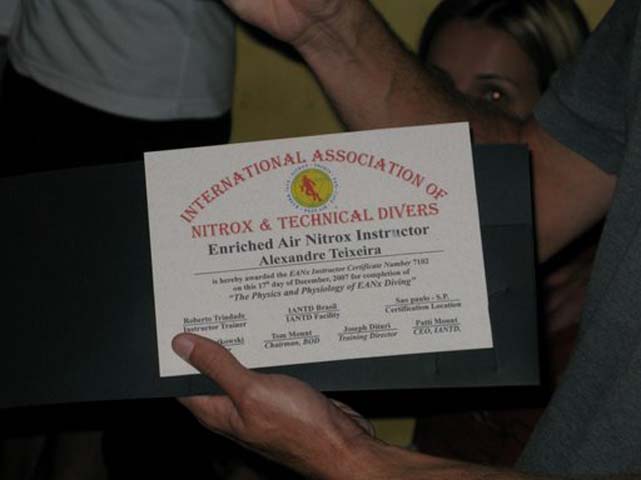 INTERNATIONAL ASSOCIATION OF
NITROX & TECHNICAL DIVERS
Enriched Air Nitrox Instructor
Alexandre Teixeira
is hereby awarded the EANx Instructor Certificate Number 7102
on this 17th day of December, 2007 for completion of
"The Physics and Physiology of EANx Diving"
Roberto Trindade IANTD Brasil Sao paulo - S.P.
Instructor Trainer IANTD Facility Certification Location
Tom Mount Joseph Dituri Patti Mount
Chairman, BOD Training Director CEO, IANTD.